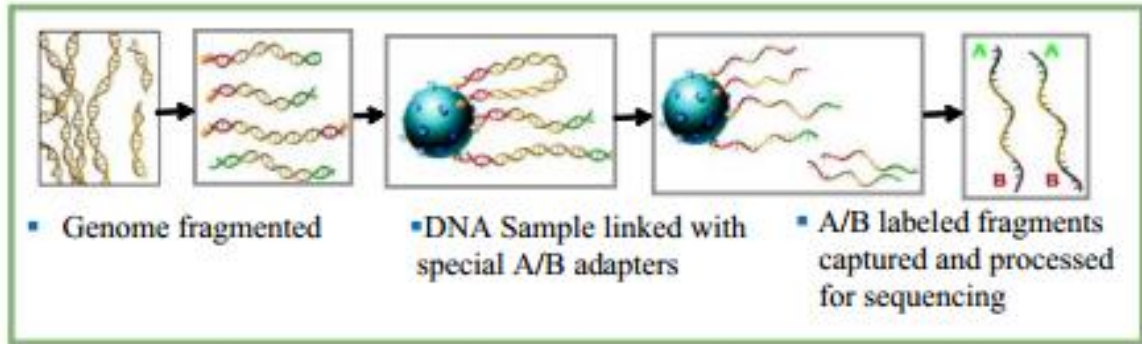 A A
B B
▪ Genome fragmented
▪DNA Sample linked with
special A/B adapters
▪ A/B labeled fragments
captured and processed
for sequencing